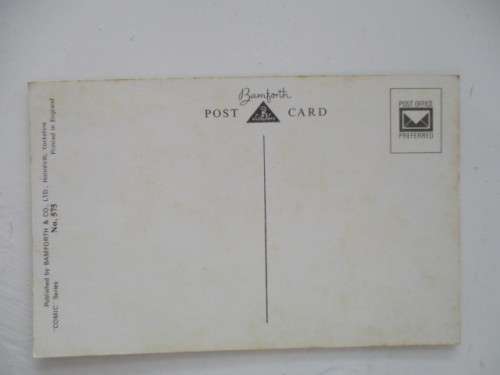 Bamforth
POST CARD
POST OFFICE
PREFERRED
Published by BAMFORTH & CO., LTD., Holmfirth, Yorkshire
"COMIC" Series No. 575 Printed in England